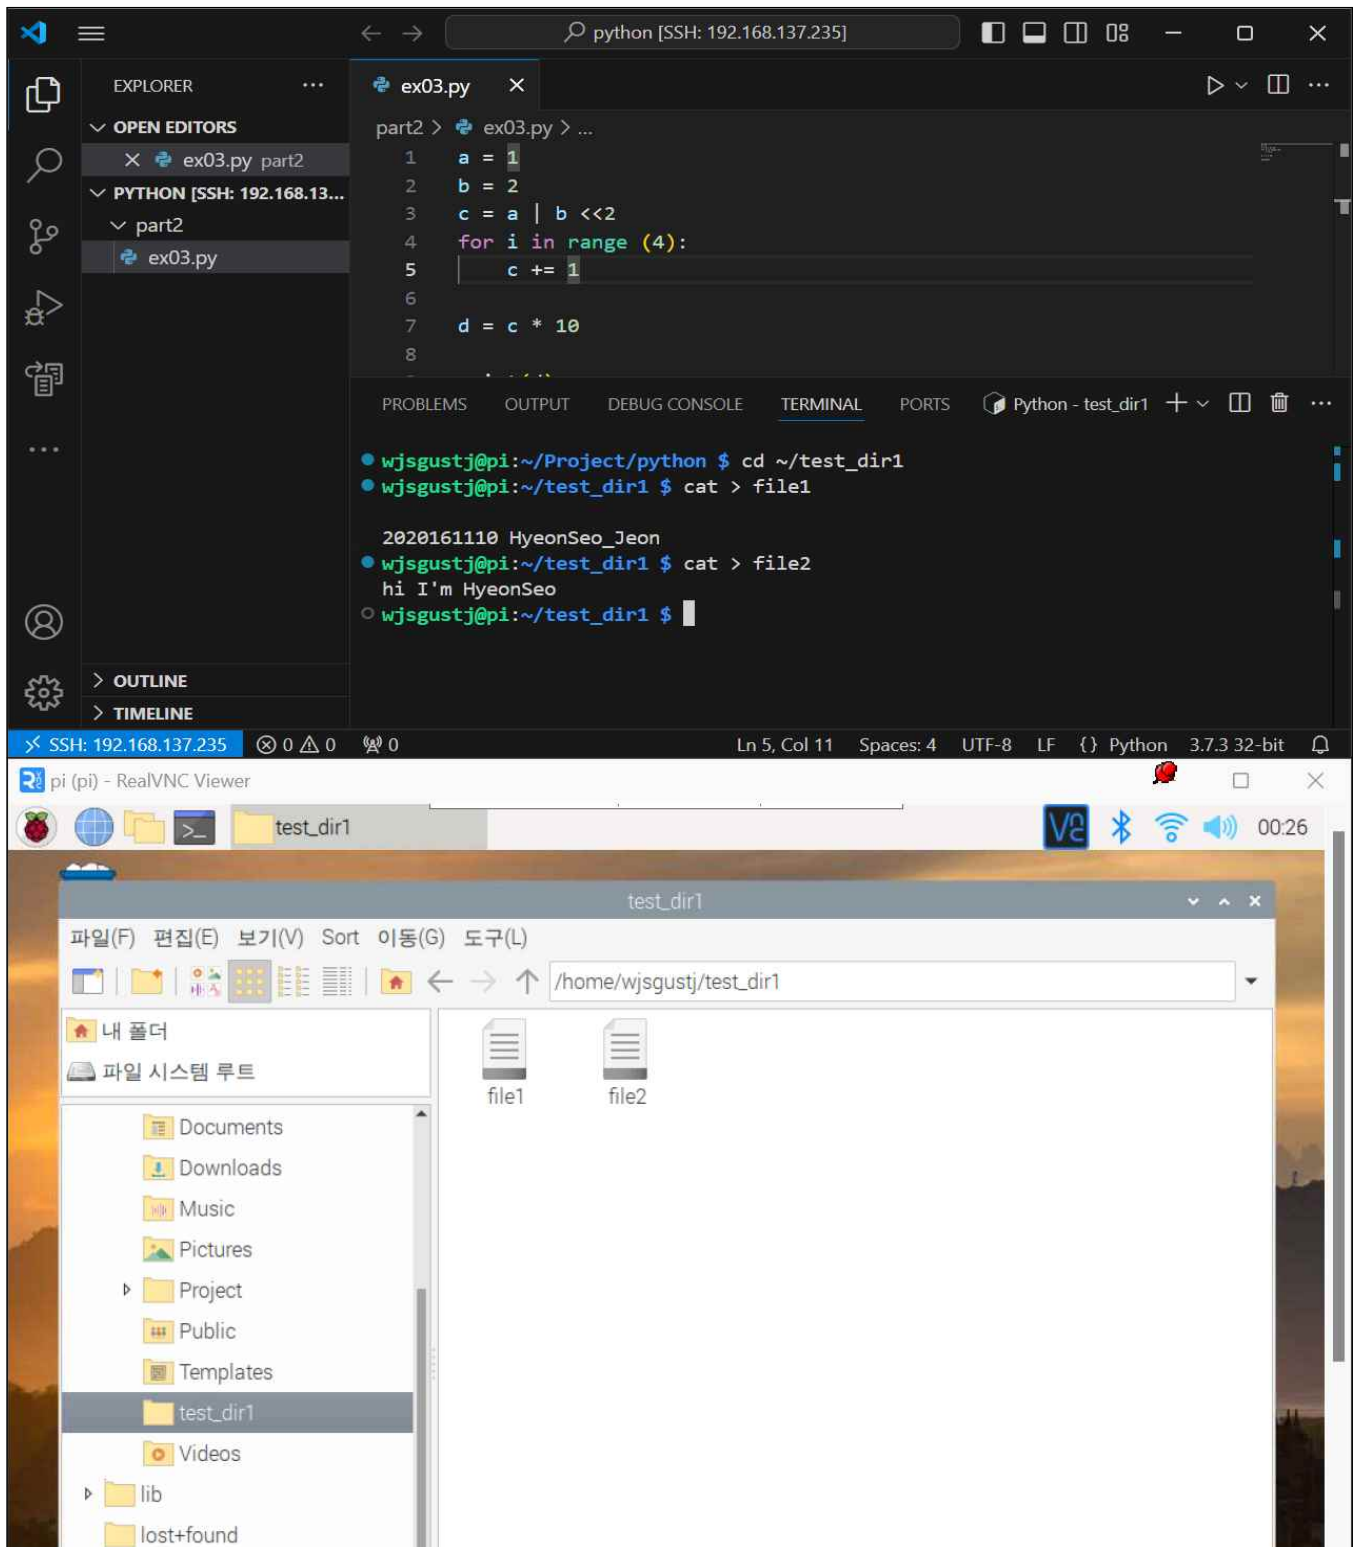 python [SSH: 192.168.137.235]
EXPLORER
ex03.py
OPEN EDITORS
ex03.py part2
PYTHON [SSH: 192.168.13...
part2
ex03.py
part2 > ex03.py > ...
1 a = 1
2 b = 2
3 c = a | b <<2
4 for i in range (4):
5 c += 1
6
7 d = c * 10
8
PROBLEMS OUTPUT DEBUG CONSOLE TERMINAL PORTS Python - test_dir1
wjsgustj@pi:~/Project/python $ cd ~/test_dir1
wjsgustj@pi:~/test_dir1 $ cat > file1
2020161110 HyeonSeo_Jeon
wjsgustj@pi:~/test_dir1 $ cat > file2
hi I'm HyeonSeo
wjsgustj@pi:~/test_dir1 $
OUTLINE
TIMELINE
SSH: 192.168.137.235 0 0 0 Ln 5, Col 11 Spaces: 4 UTF-8 LF {} Python 3.7.3 32-bit
pi (pi) - RealVNC Viewer
test_dir1 00:26
test_dir1
파일(F) 편집(E) 보기(V) Sort 이동(G) 도구(L)
/home/wjsgustj/test_dir1
내 폴더
파일 시스템 루트
file1 file2
Documents
Downloads
Music
Pictures
Project
Public
Templates
test_dir1
Videos
lib
lost+found